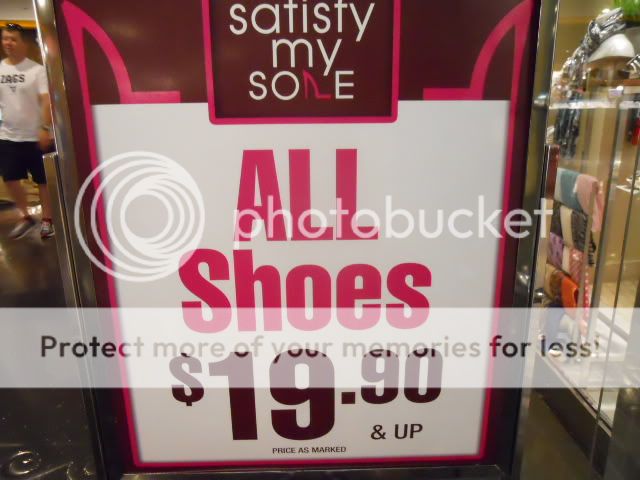 satisfy
my
SOLE
ZAGS
ALL
photobucket
Shoes
Protect more of your memories for less!
$19.90
& UP
PRICE AS MARKED